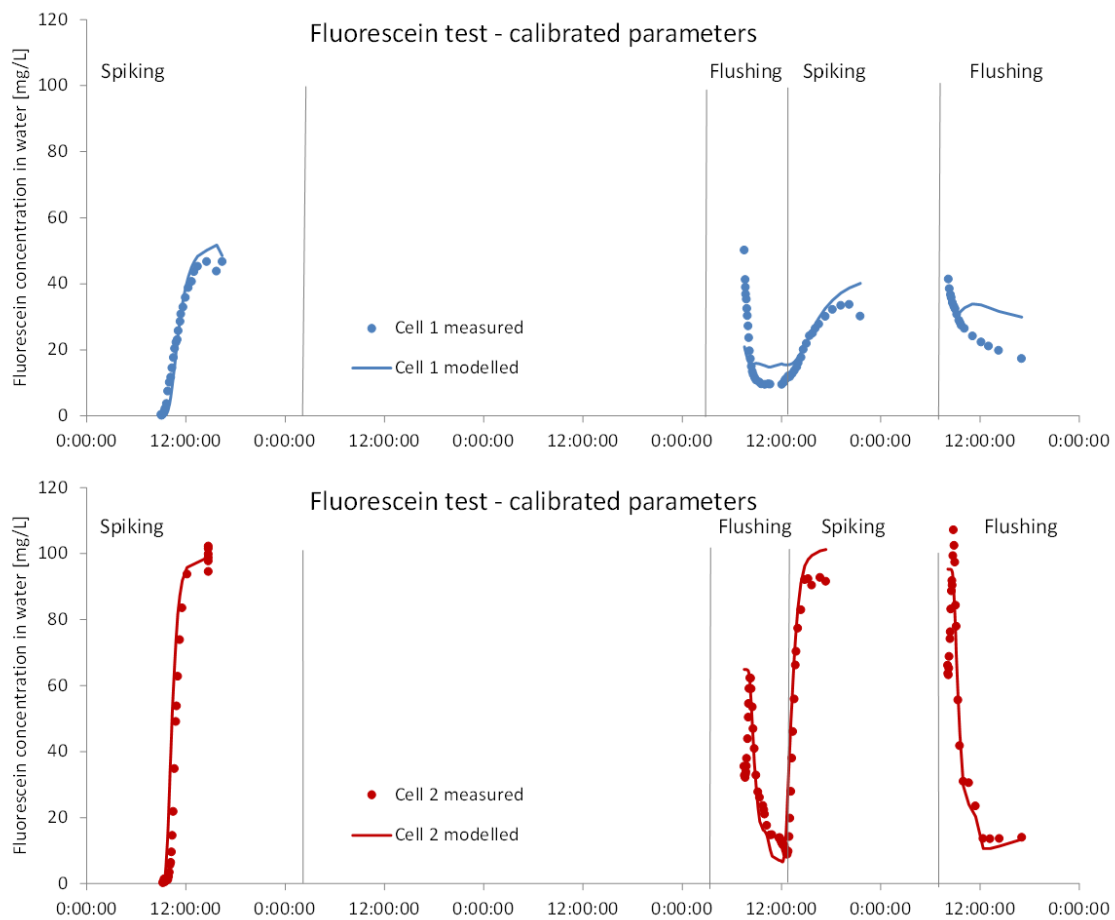 Fluorescein test - calibrated parameters
Spiking
Flushing
Spiking
Flushing
Fluorescein concentration in water [mg/L]
120
100
80
60
40
20
0
Cell 1 measured
Cell 1 modelled
0:00:00 12:00:00 0:00:00 12:00:00 0:00:00 12:00:00 0:00:00 12:00:00 0:00:00 12:00:00 0:00:00
Fluorescein test - calibrated parameters
Spiking
Flushing
Spiking
Flushing
Fluorescein concentration in water [mg/L]
120
100
80
60
40
20
0
Cell 2 measured
Cell 2 modelled
0:00:00 12:00:00 0:00:00 12:00:00 0:00:00 12:00:00 0:00:00 12:00:00 0:00:00 12:00:00 0:00:00